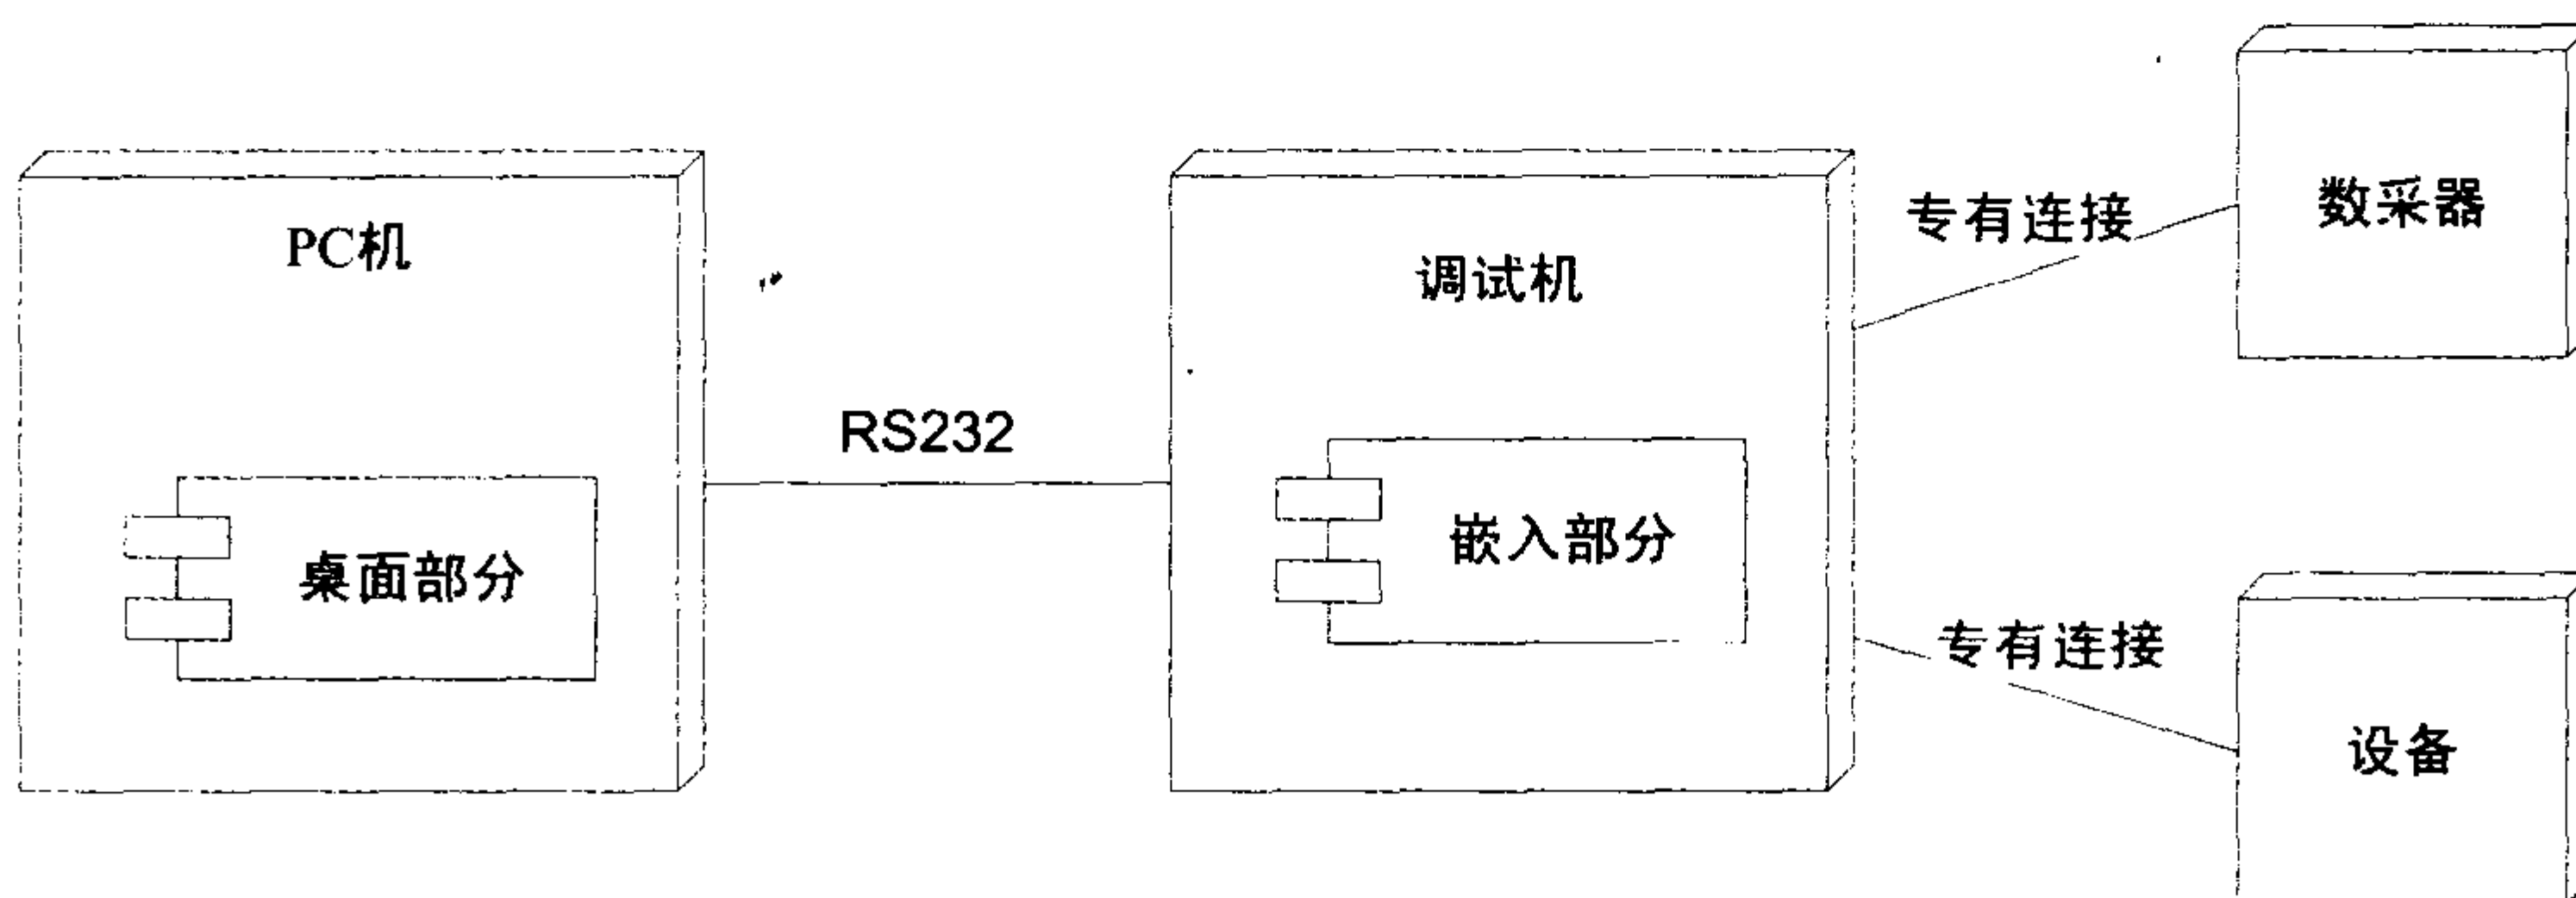 PC机
桌面部分
RS232
调试机
嵌入部分
专有连接
数采器
专有连接
设备